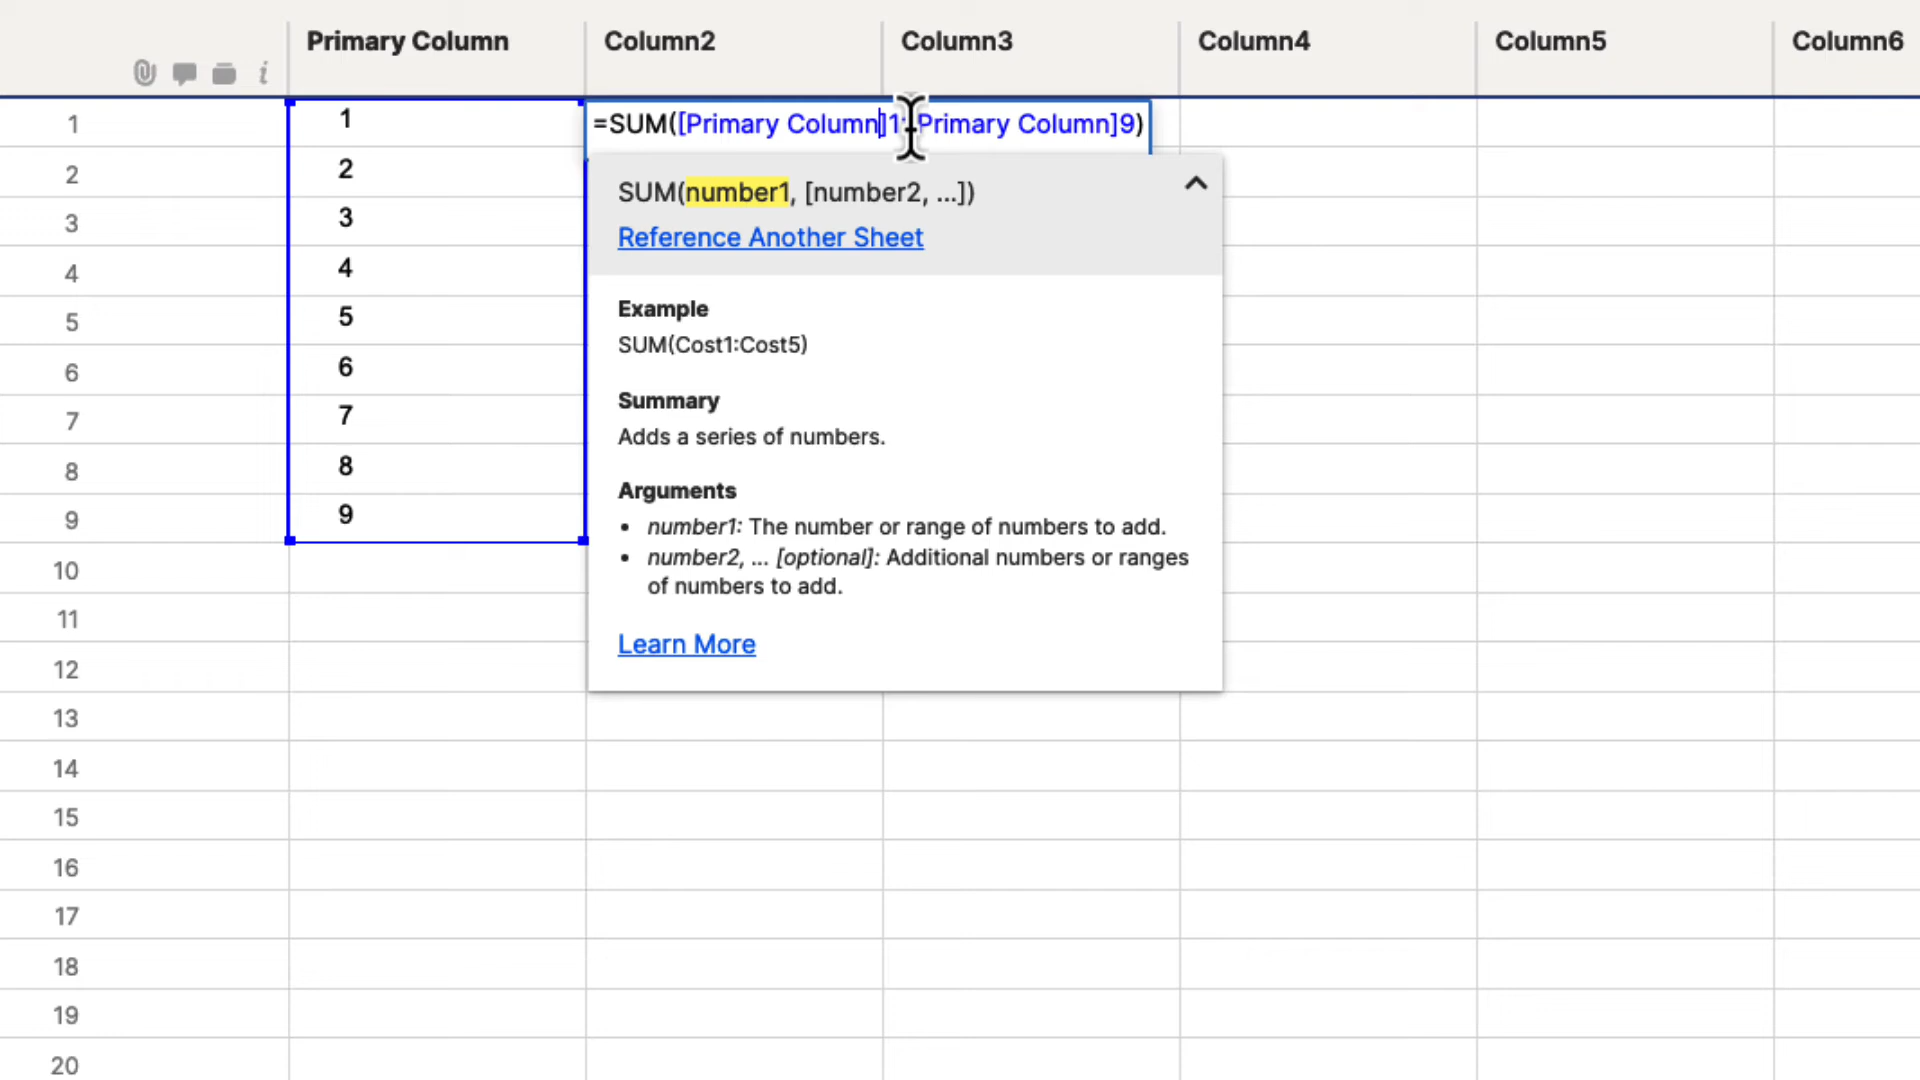 Primary Column Column2 Column3 Column4 Column5 Column6
1 1 =SUM([Primary Column]1:[Primary Column]9)
2 2
SUM(number1, [number2, ...])
3 3
Reference Another Sheet
4 4
5 5
Example
SUM(Cost1:Cost5)
6 6
Summary
7 7
Adds a series of numbers.
8 8
Arguments
9 9
• number1: The number or range of numbers to add.
• number2, ... [optional]: Additional numbers or ranges
10
of numbers to add.
11
Learn More
12
13
14
15
16
17
18
19
20